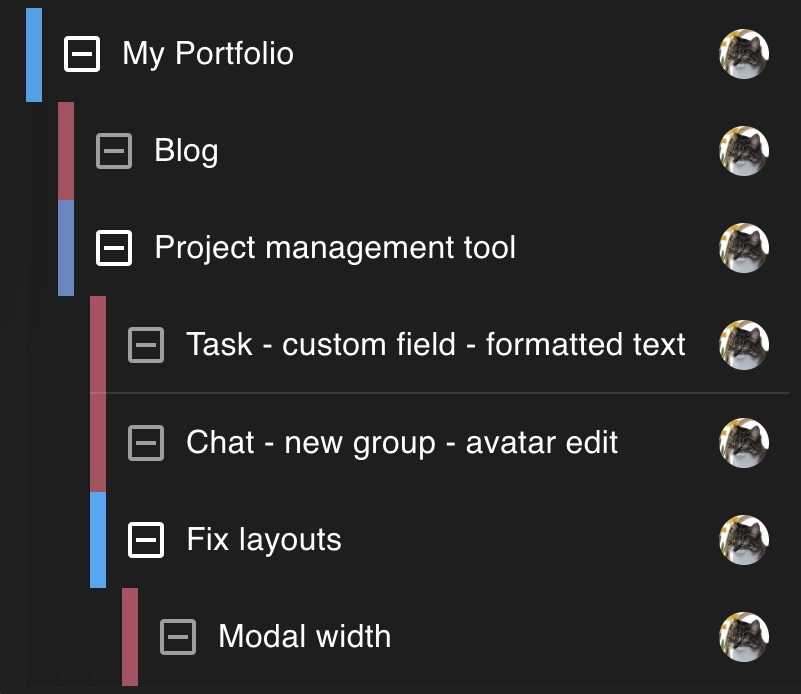 My Portfolio
Blog
Project management tool
Task - custom field - formatted text
Chat - new group - avatar edit
Fix layouts
Modal width